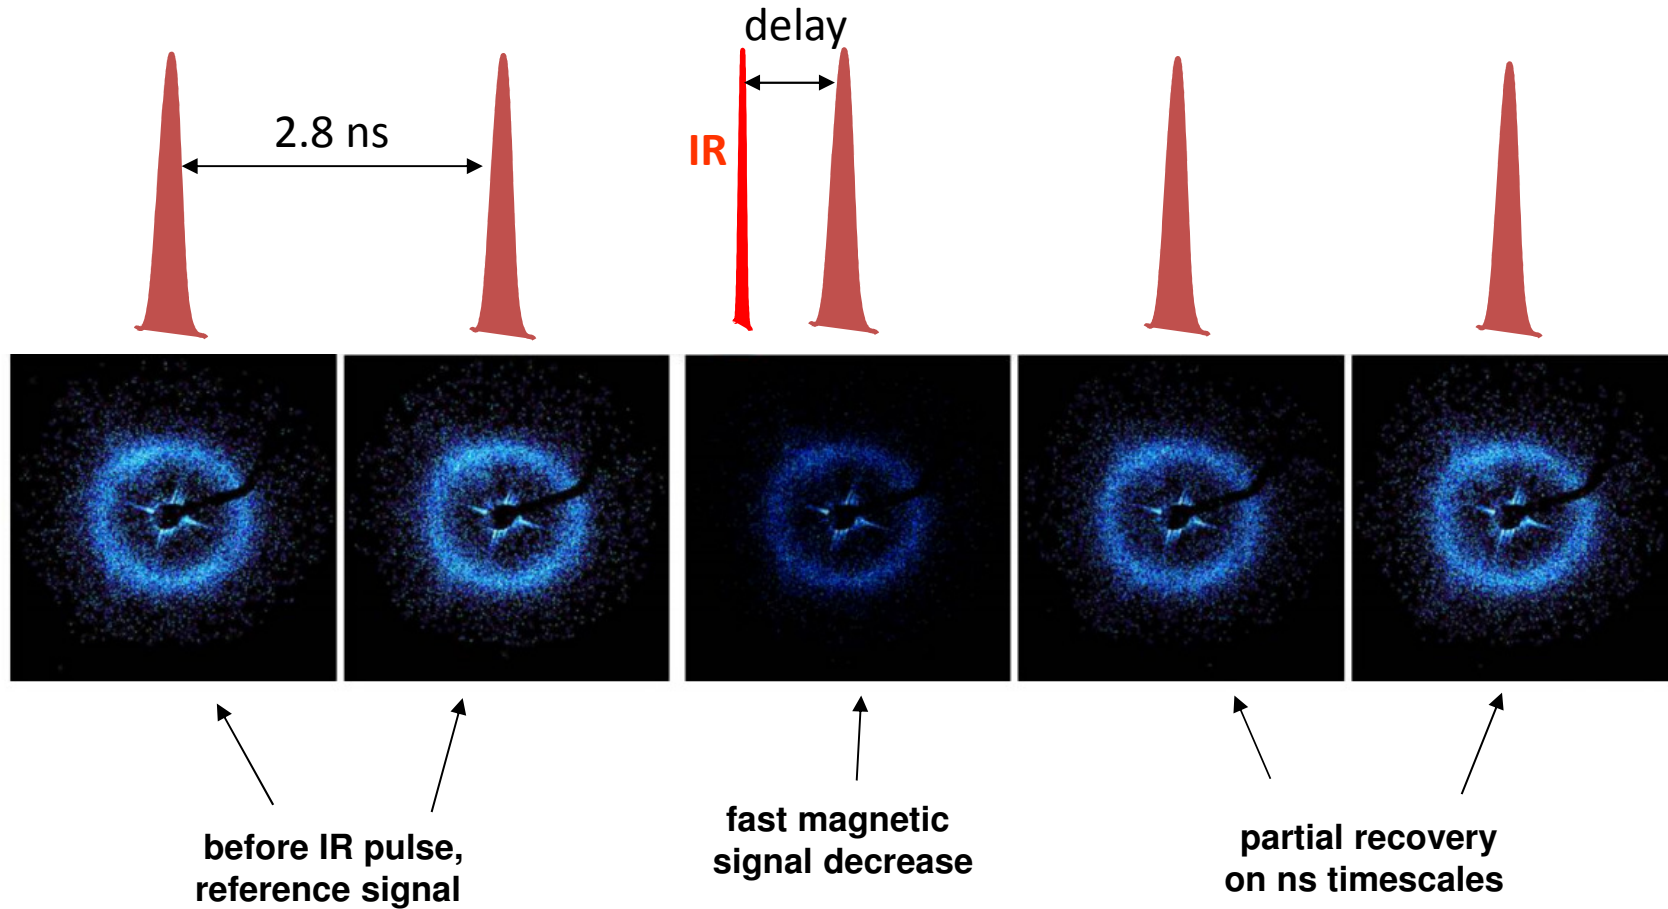 delay
2.8 ns
IR
before IR pulse,
reference signal
fast magnetic
signal decrease
partial recovery
on ns timescales